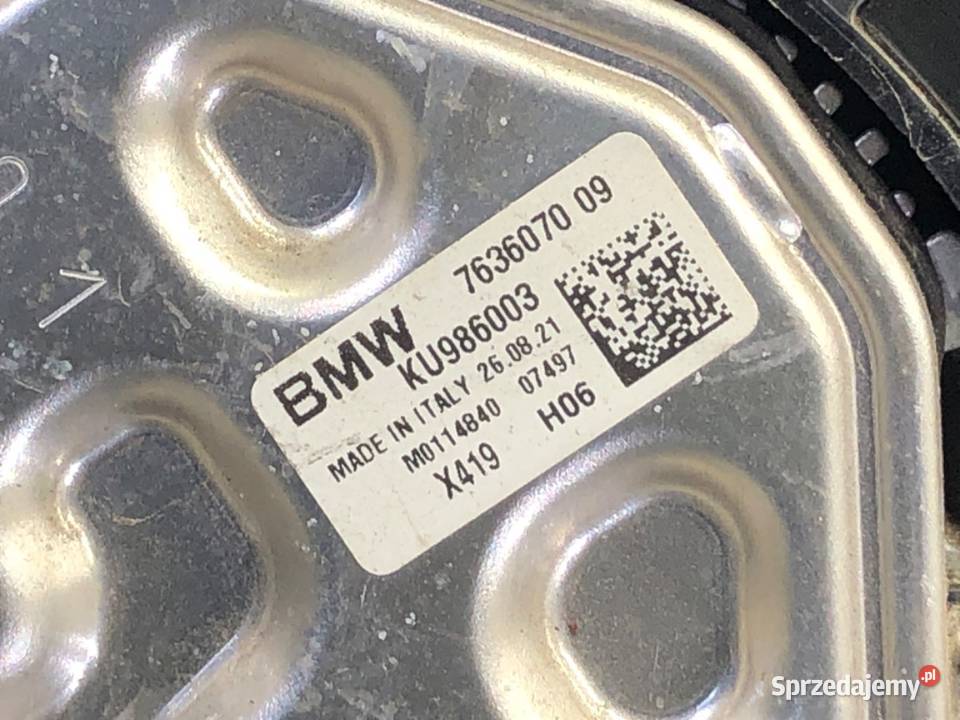 BMW 7636070 09
KU986003
MADE IN ITALY 26.08.21
M0114840 07497
X419 H06
Sprzedajemy.pl